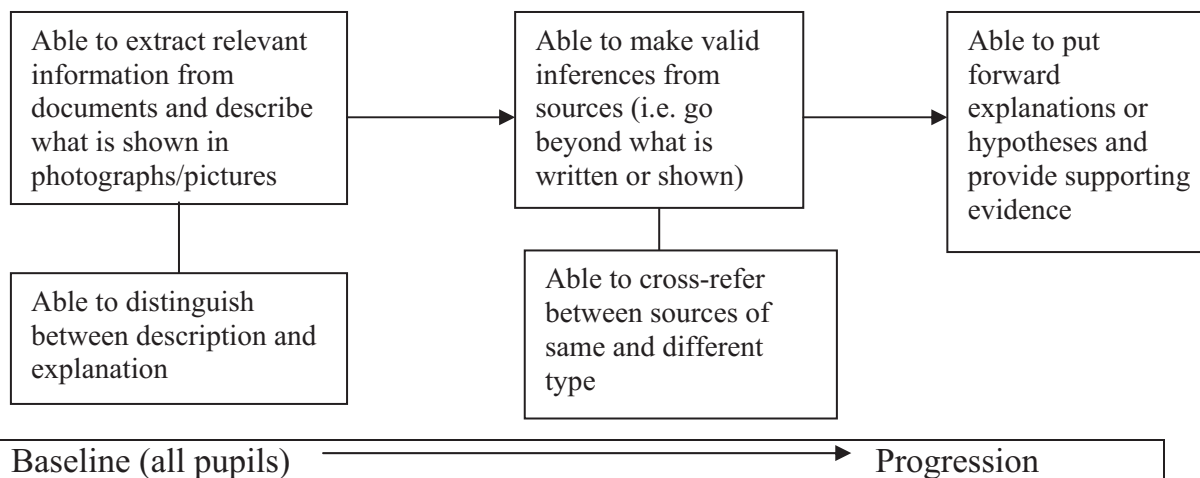 Able to extract relevant
information from
documents and describe
what is shown in
photographs/pictures
Able to distinguish
between description and
explanation
Able to make valid
inferences from
sources (i.e. go
beyond what is
written or shown)
Able to cross-refer
between sources of
same and different
type
Able to put
forward
explanations or
hypotheses and
provide supporting
evidence
Baseline (all pupils)
Progression